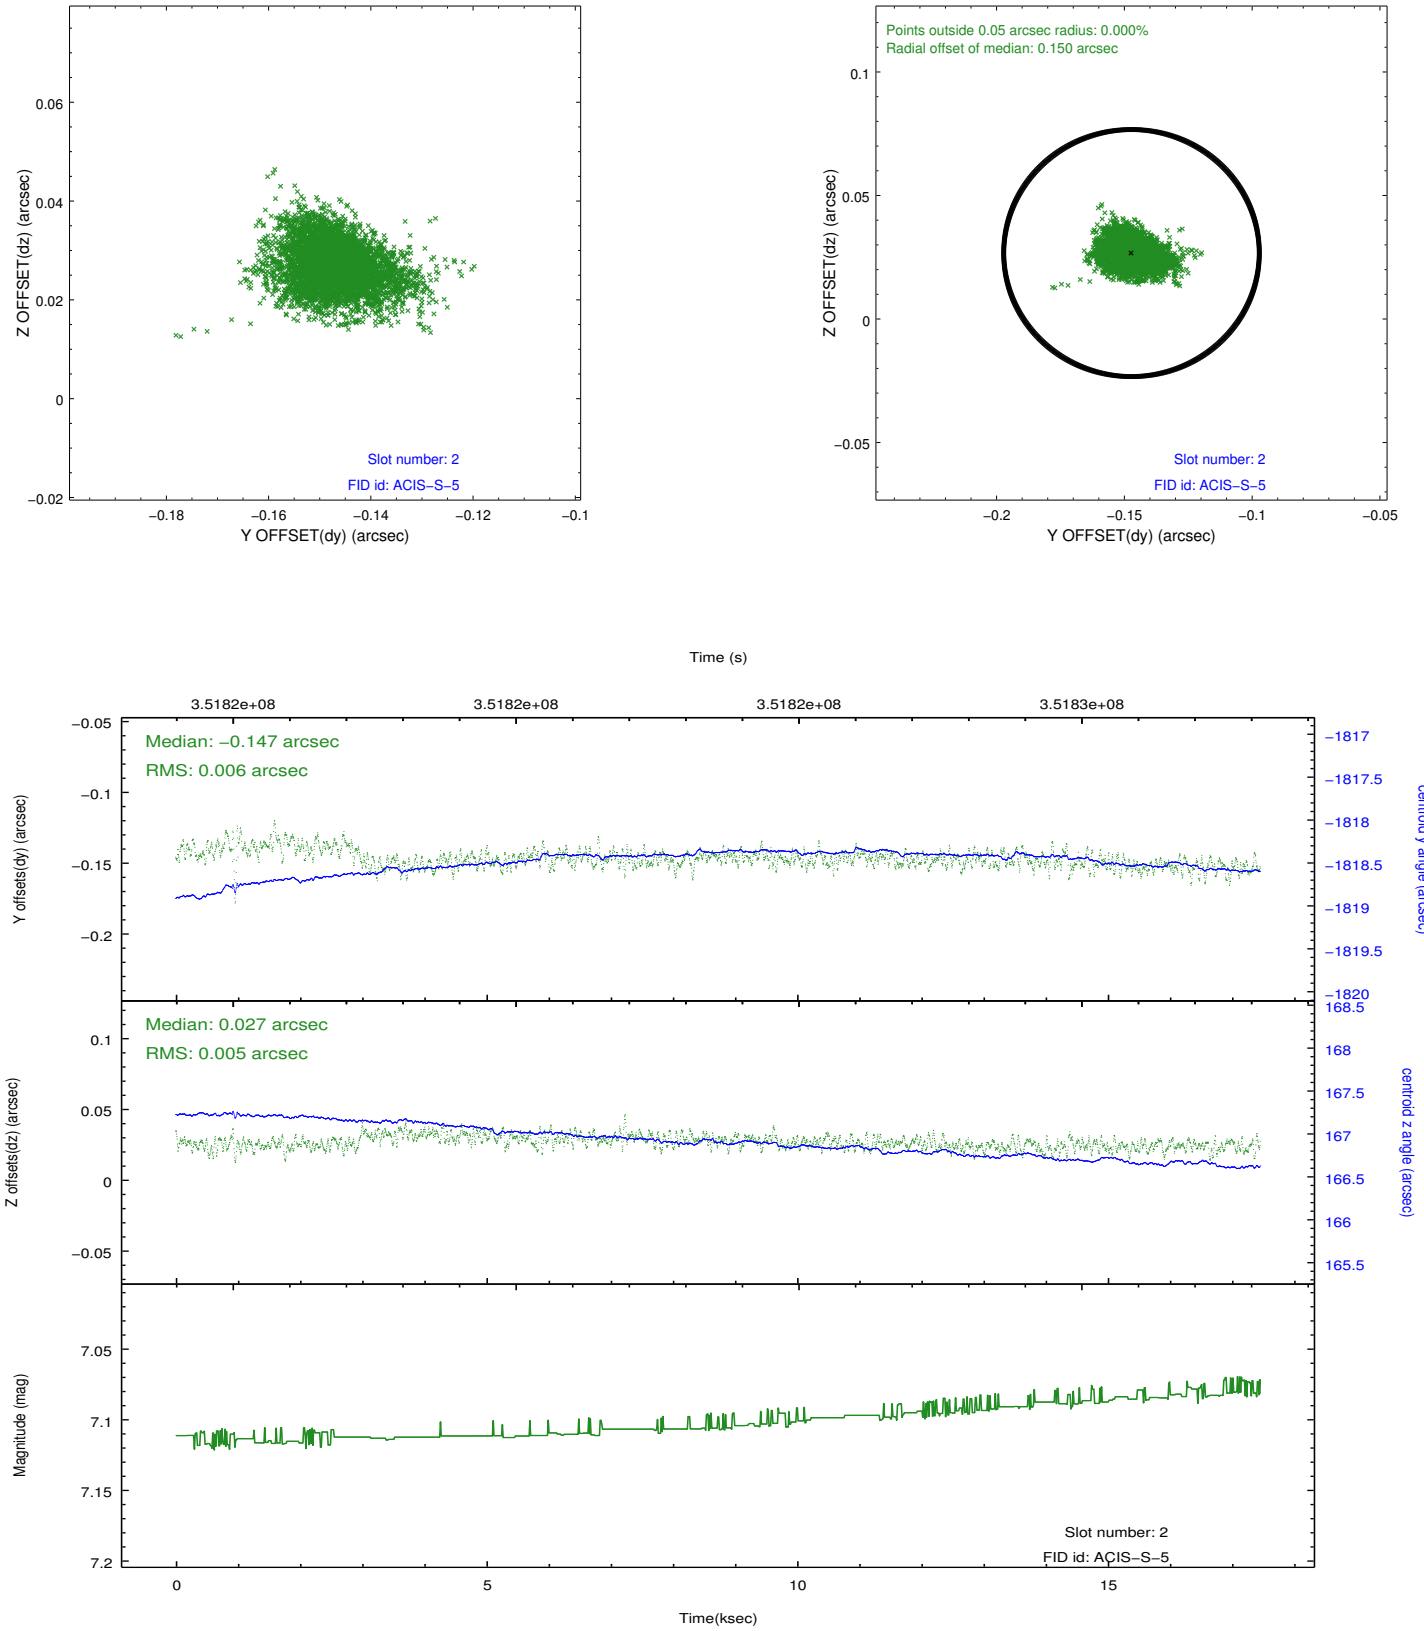 0.06
0.04
0.02
0
−0.02
Z OFFSET(dz) (arcsec)
Slot number: 2
FID id: ACIS−S−5
−0.18 −0.16 −0.14 −0.12 −0.1
Y OFFSET(dy) (arcsec)
Points outside 0.05 arcsec radius: 0.000%
Radial offset of median: 0.150 arcsec
0.1
0.05
0
−0.05
Z OFFSET(dz) (arcsec)
Slot number: 2
FID id: ACIS−S−5
−0.2 −0.15 −0.1 −0.05
Y OFFSET(dy) (arcsec)
Time (s)
3.5182e+08 3.5182e+08 3.5182e+08 3.5183e+08
Median: −0.147 arcsec
RMS: 0.006 arcsec
−0.05
−0.1
−0.15
−0.2
Y offsets(dy) (arcsec)
−1817
−1817.5
−1818
−1818.5
−1819
−1819.5
−1820
centroid y angle (arcsec)
Median: 0.027 arcsec
RMS: 0.005 arcsec
0.1
0.05
0
−0.05
Z offsets(dz) (arcsec)
168.5
168
167.5
167
166.5
166
165.5
centroid z angle (arcsec)
7.05
7.1
7.15
7.2
Magnitude (mag)
Slot number: 2
FID id: ACIS−S−5
0 5 10 15
Time(ksec)